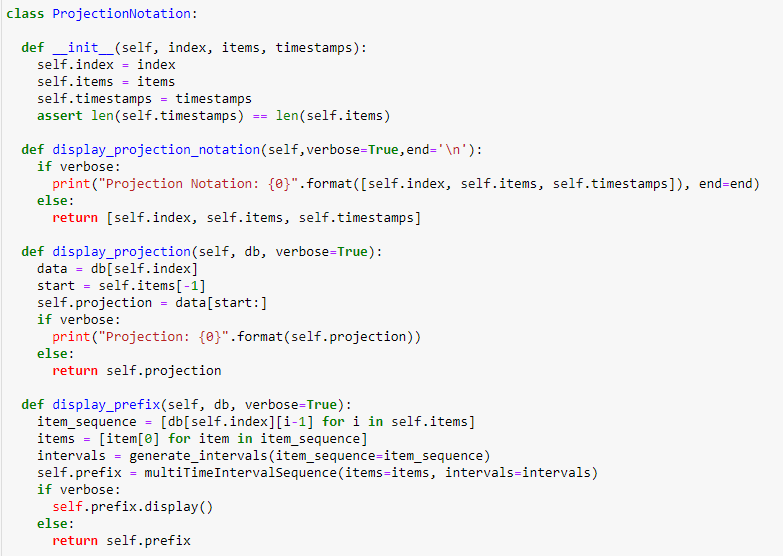 class ProjectionNotation:

  def __init__(self, index, items, timestamps):
    self.index = index
    self.items = items
    self.timestamps = timestamps
    assert len(self.timestamps) == len(self.items)

  def display_projection_notation(self,verbose=True,end='\n'):
    if verbose:
      print("Projection Notation: {0}".format([self.index, self.items, self.timestamps]), end=end)
    else:
      return [self.index, self.items, self.timestamps]

  def display_projection(self, db, verbose=True):
    data = db[self.index]
    start = self.items[-1]
    self.projection = data[start:]
    if verbose:
      print("Projection: {0}".format(self.projection))
    else:
      return self.projection

  def display_prefix(self, db, verbose=True):
    item_sequence = [db[self.index][i-1] for i in self.items]
    items = [item[0] for item in item_sequence]
    intervals = generate_intervals(item_sequence=item_sequence)
    self.prefix = multiTimeIntervalSequence(items=items, intervals=intervals)
    if verbose:
      self.prefix.display()
    else:
      return self.prefix